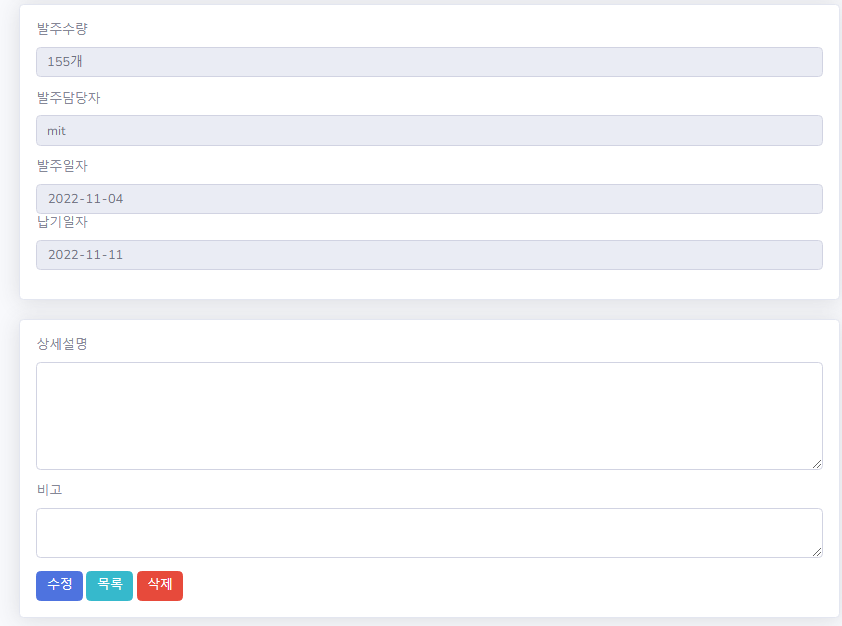 발주수량
155개
발주담당자
mit
발주일자
2022-11-04
납기일자
2022-11-11
상세설명
비고
수정 목록 삭제